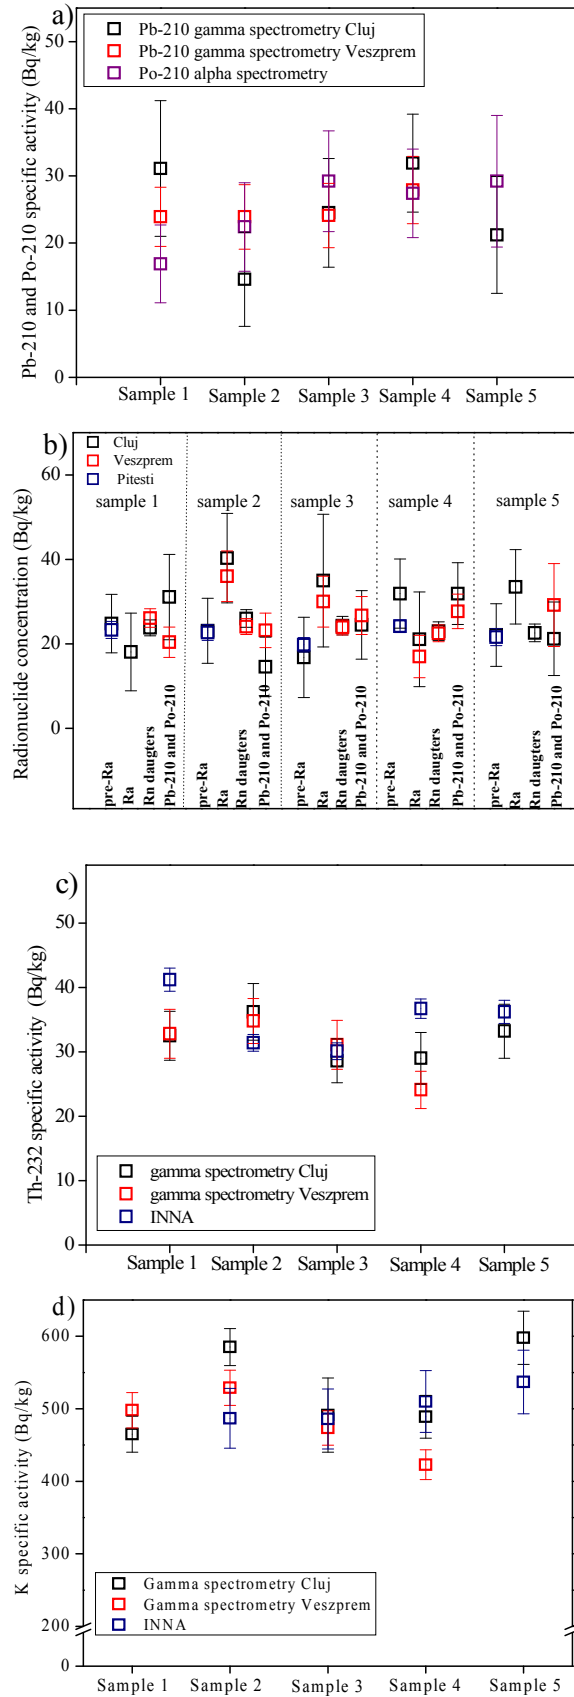 a)
Pb-210 gamma spectrometry Cluj
Pb-210 gamma spectrometry Veszprem
Po-210 alpha spectrometry
Pb-210 and Po-210 specific activity (Bq/kg)
50
40
30
20
10
0
Sample 1 Sample 2 Sample 3 Sample 4 Sample 5
b)
Cluj
Veszprem
Pitesti
sample 1 sample 2 sample 3 sample 4 sample 5
Radionuclide concentration (Bq/kg)
60
40
20
0
pre-Ra
Ra
Rn daugters
Pb-210 and Po-210
pre-Ra
Ra
Rn daugters
Pb-210 and Po-210
pre-Ra
Ra
Rn daugters
Pb-210 and Po-210
pre-Ra
Ra
Rn daugters
Pb-210 and Po-210
pre-Ra
Ra
Rn daugters
Pb-210 and Po-210
c)
Th-232 specific activity (Bq/kg)
50
40
30
20
10
0
gamma spectrometry Cluj
gamma spectrometry Veszprem
INNA
Sample 1 Sample 2 Sample 3 Sample 4 Sample 5
d)
K specific activity (Bq/kg)
600
500
400
300
200
0
Gamma spectrometry Cluj
Gamma spectrometry Veszprem
INNA
Sample 1 Sample 2 Sample 3 Sample 4 Sample 5